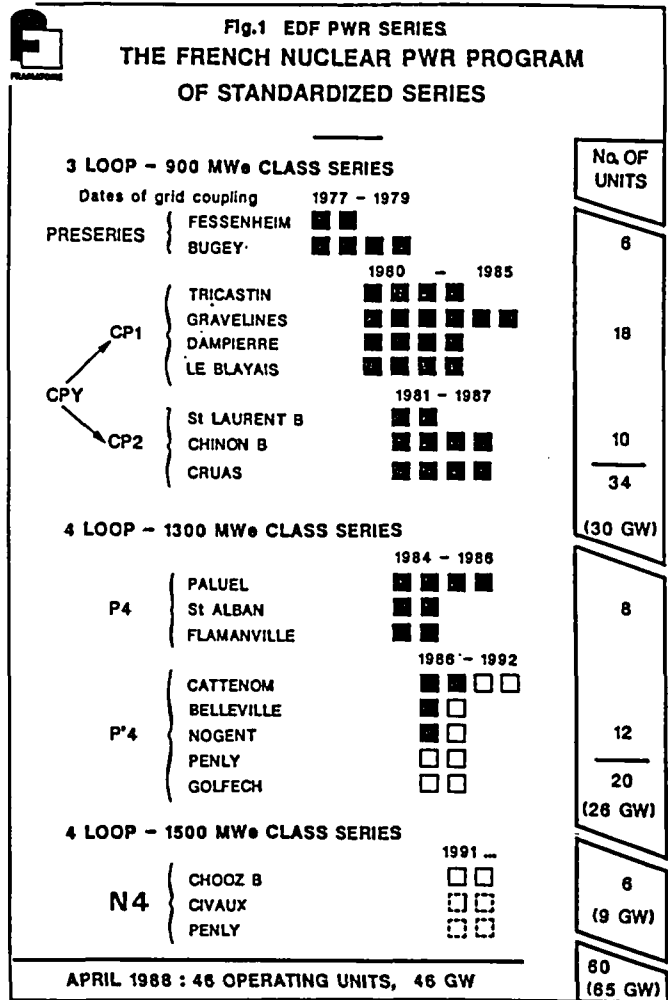 Fig.1 EDF PWR SERIES
FRAMATOME
THE FRENCH NUCLEAR PWR PROGRAM
OF STANDARDIZED SERIES
No. OF
UNITS
3 LOOP - 900 MWe CLASS SERIES
Dates of grid coupling 1977 - 1979
PRESERIES
FESSENHEIM
BUGEY
6
1980 - 1985
CPY
CP1
TRICASTIN
GRAVELINES
DAMPIERRE
LE BLAYAIS
18
1981 - 1987
CP2
St LAURENT B
CHINON B
CRUAS
10
34
(30 GW)
4 LOOP - 1300 MWe CLASS SERIES
1984 - 1986
P4
PALUEL
St ALBAN
FLAMANVILLE
8
1986 - 1992
P'4
CATTENOM
BELLEVILLE
NOGENT
PENLY
GOLFECH
12
20
(26 GW)
4 LOOP - 1500 MWe CLASS SERIES
1991 ...
N4
CHOOZ B
CIVAUX
PENLY
6
(9 GW)
APRIL 1988 : 46 OPERATING UNITS, 46 GW
60
(65 GW)